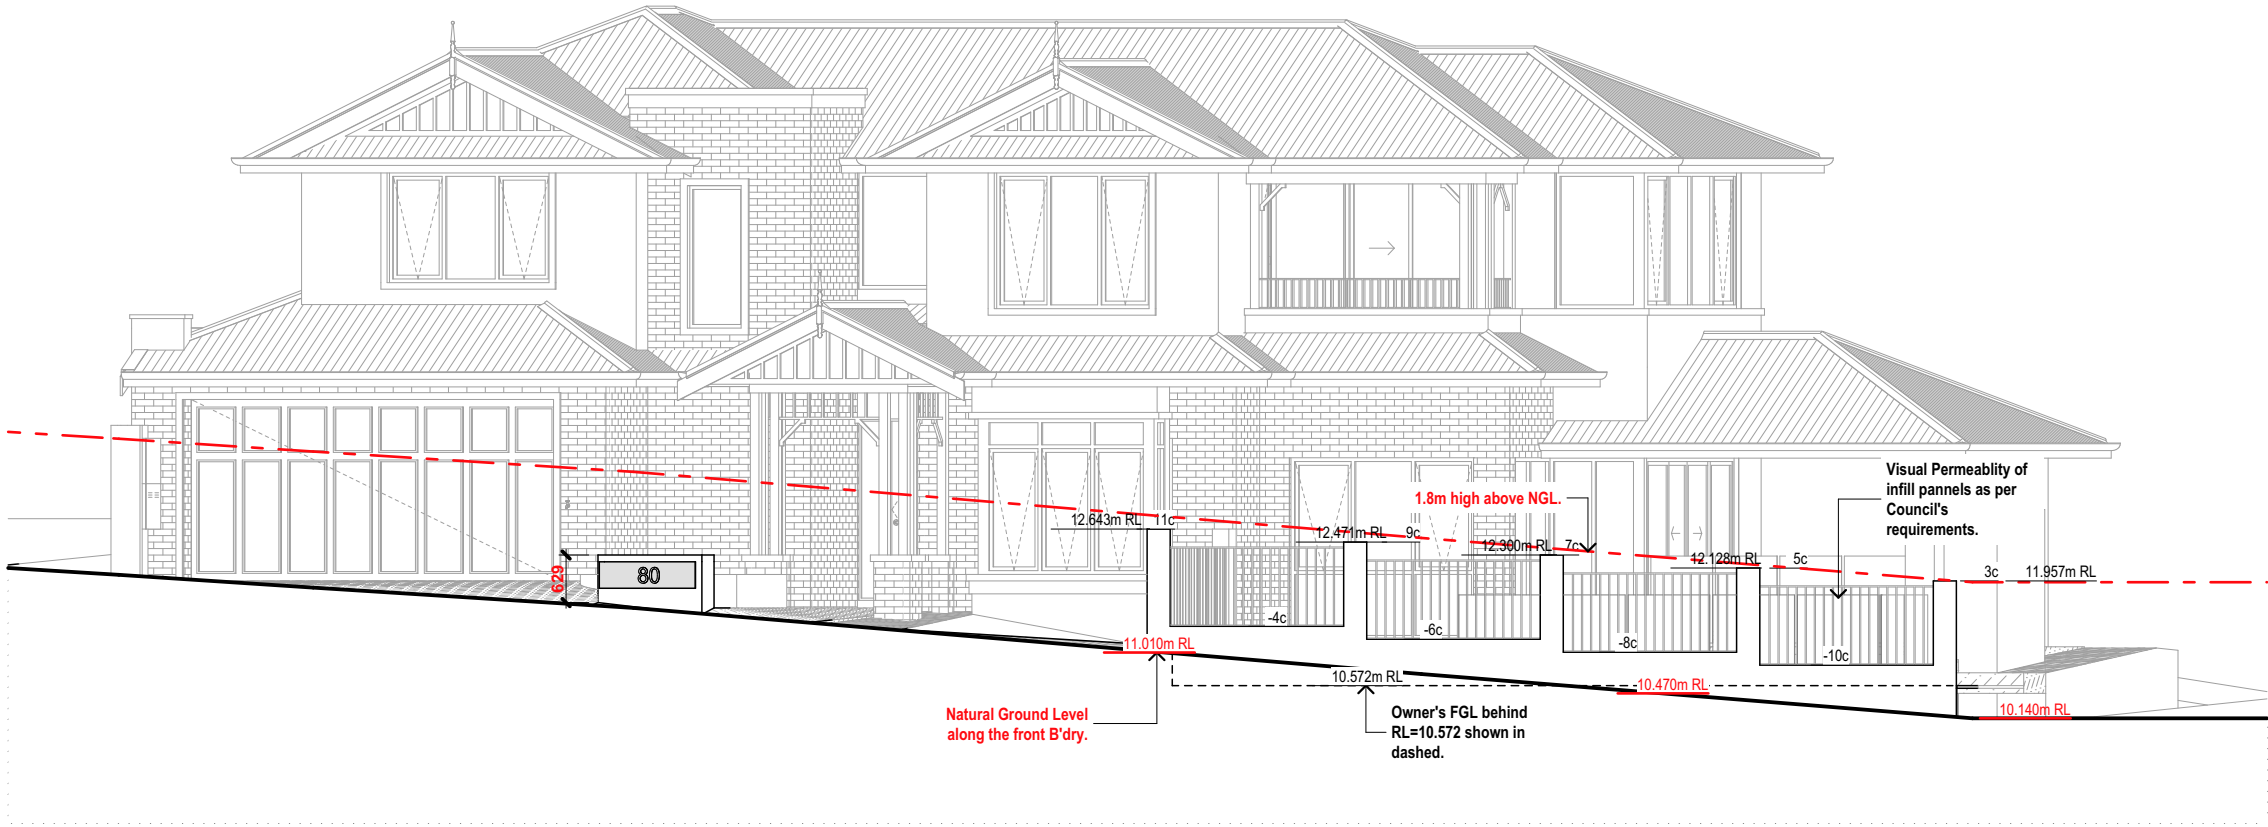 Visual Permeablity of
infill pannels as per
Council's
requirements.
1.8m high above NGL.
12.643m RL 11c
12.471m RL 9c
12.300m RL 7c
12.128m RL 5c
3c 11.957m RL
629
80
-4c
-6c
-8c
-10c
11.010m RL
10.572m RL
10.470m RL
10.140m RL
Natural Ground Level
along the front B'dry.
Owner's FGL behind
RL=10.572 shown in
dashed.